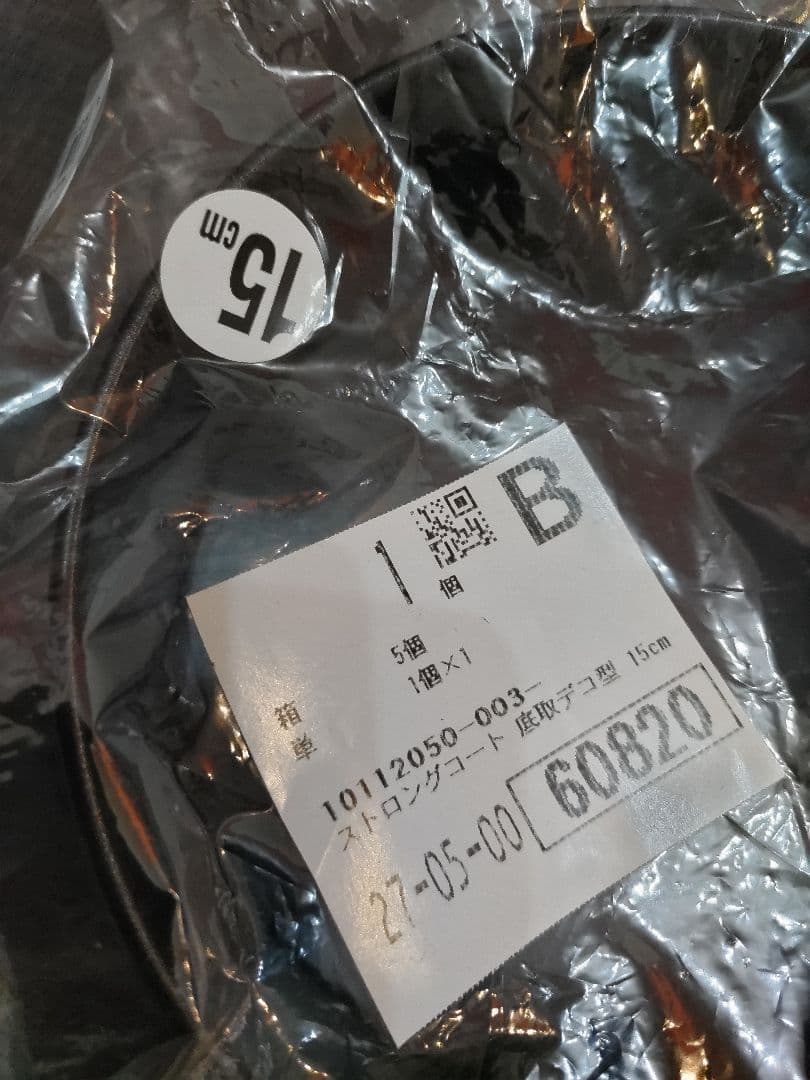 15cm
B
1個
箱 5個
単 1個×1
10112050-003-
ストロングコート 底取デコ型 15cm
27-05-00 60820